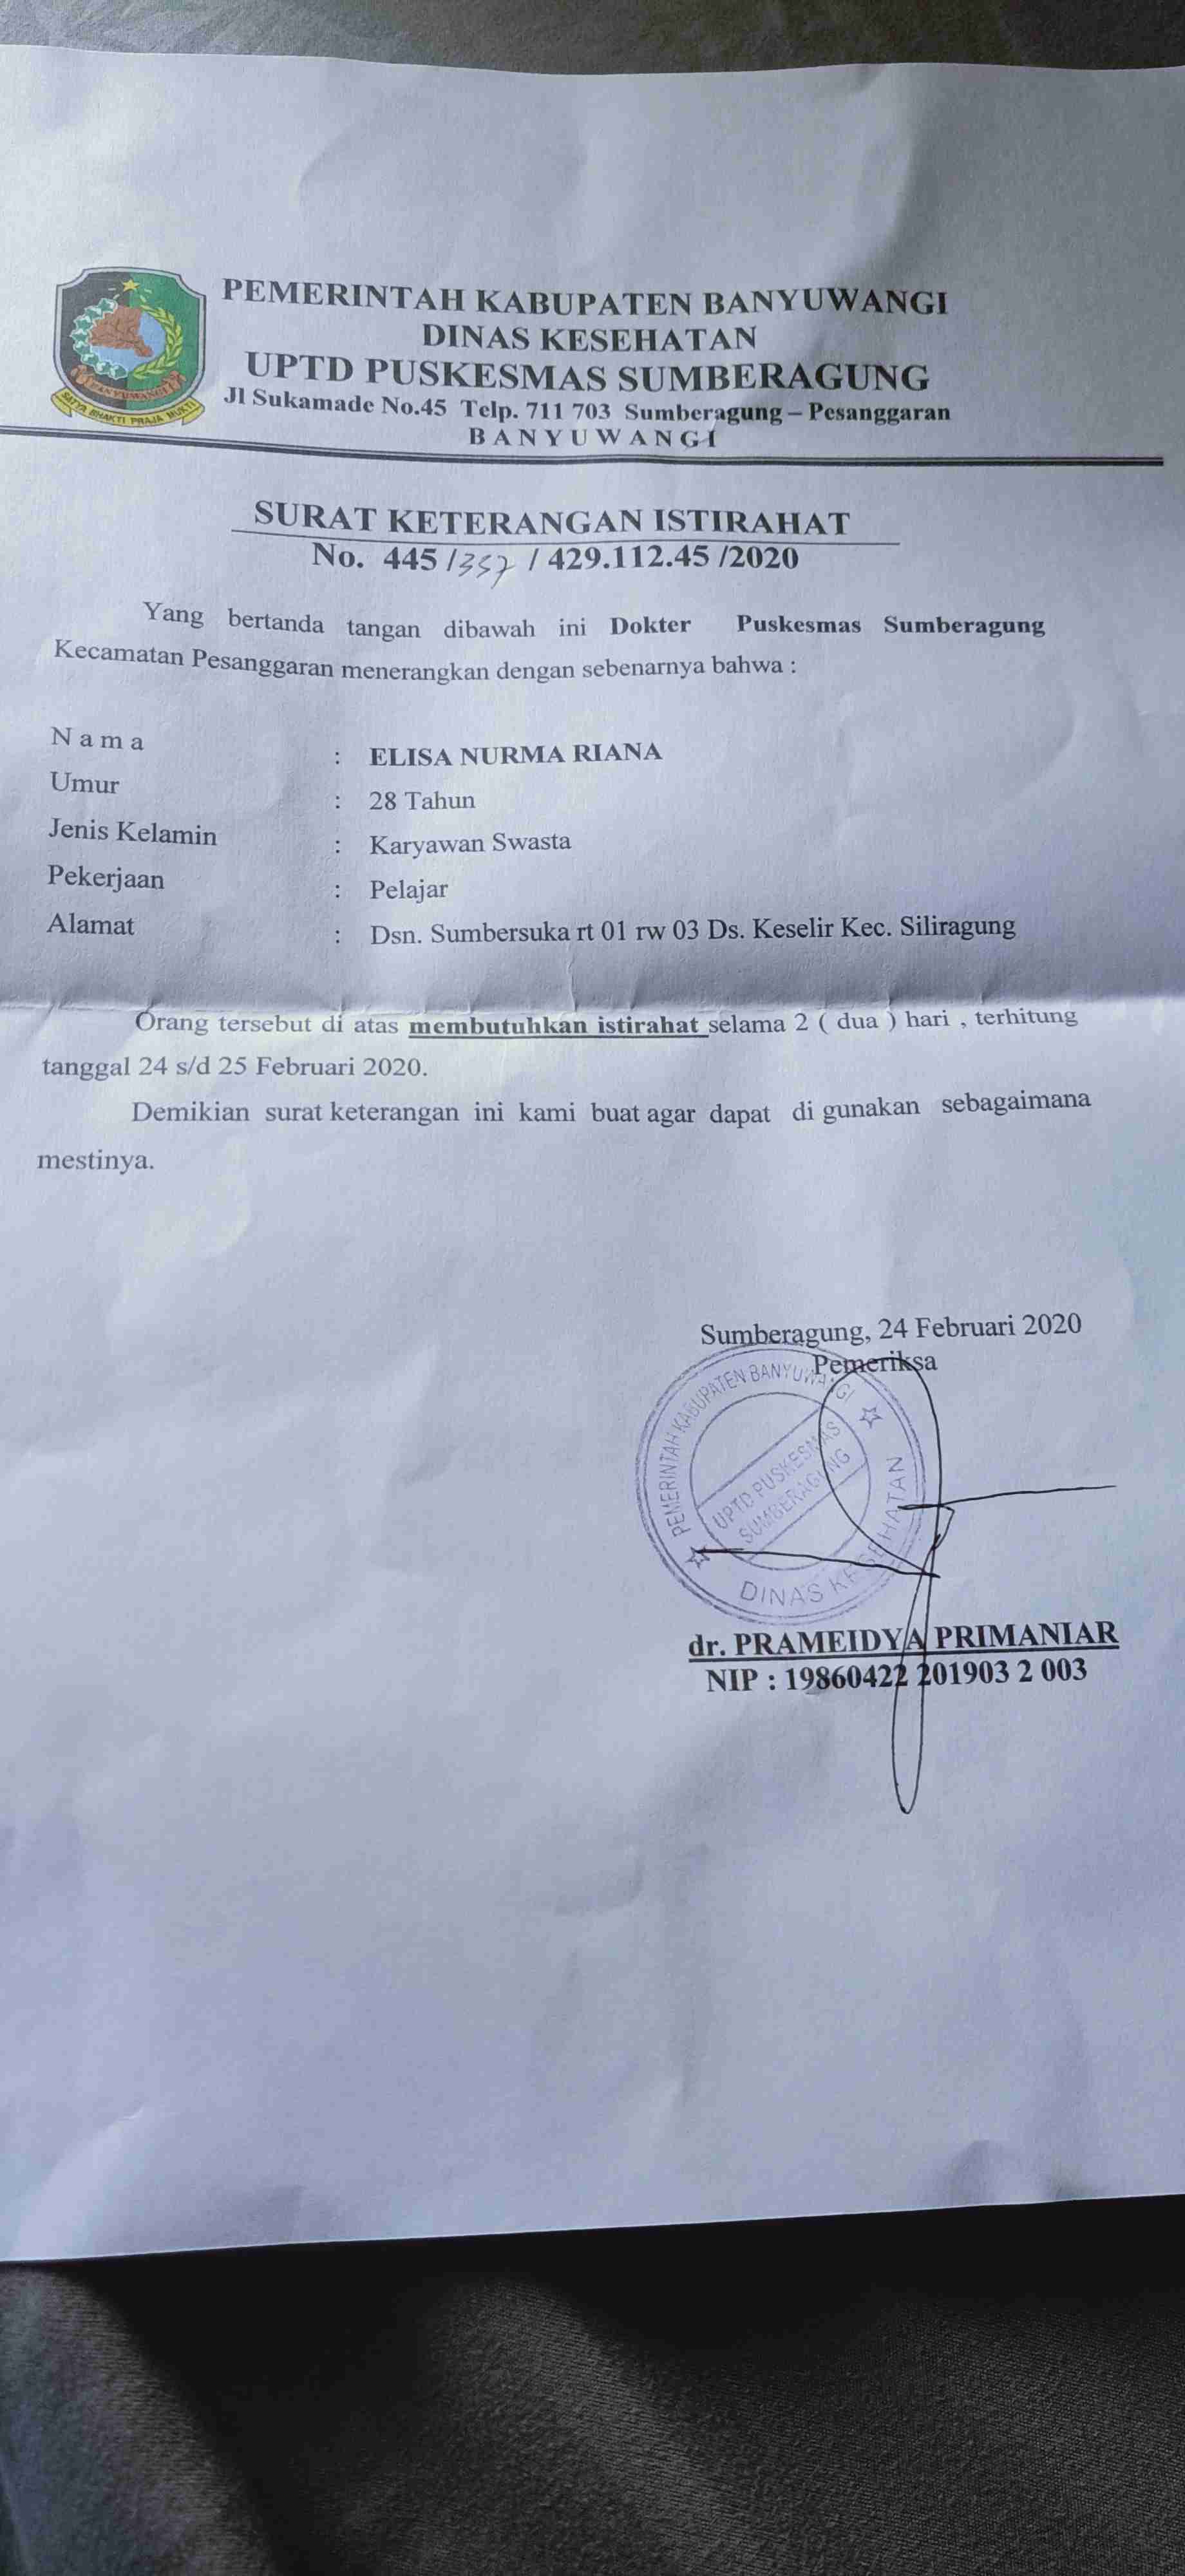 PEMERINTAH KABUPATEN BANYUWANGI
DINAS KESEHATAN
UPTD PUSKESMAS SUMBERAGUNG
Jl Sukamade No.45 Telp. 711 703 Sumberagung – Pesanggaran
BANYUWANGI
BANYUWANGI
SATYA BHAKTI PRAJA MUKTI
SURAT KETERANGAN ISTIRAHAT
No. 445 /357 / 429.112.45 /2020
Yang bertanda tangan dibawah ini Dokter Puskesmas Sumberagung
Kecamatan Pesanggaran menerangkan dengan sebenarnya bahwa :
N a m a : ELISA NURMA RIANA
Umur : 28 Tahun
Jenis Kelamin : Karyawan Swasta
Pekerjaan : Pelajar
Alamat : Dsn. Sumbersuka rt 01 rw 03 Ds. Keselir Kec. Siliragung
Orang tersebut di atas membutuhkan istirahat selama 2 ( dua ) hari , terhitung
tanggal 24 s/d 25 Februari 2020.
Demikian surat keterangan ini kami buat agar dapat di gunakan sebagaimana
mestinya.
Sumberagung, 24 Februari 2020
Pemeriksa
PEMERINTAH KABUPATEN BANYUWANGI
UPTD PUSKESMAS
SUMBERAGUNG
DINAS KESEHATAN
dr. PRAMEIDYA PRIMANIAR
NIP : 19860422 201903 2 003